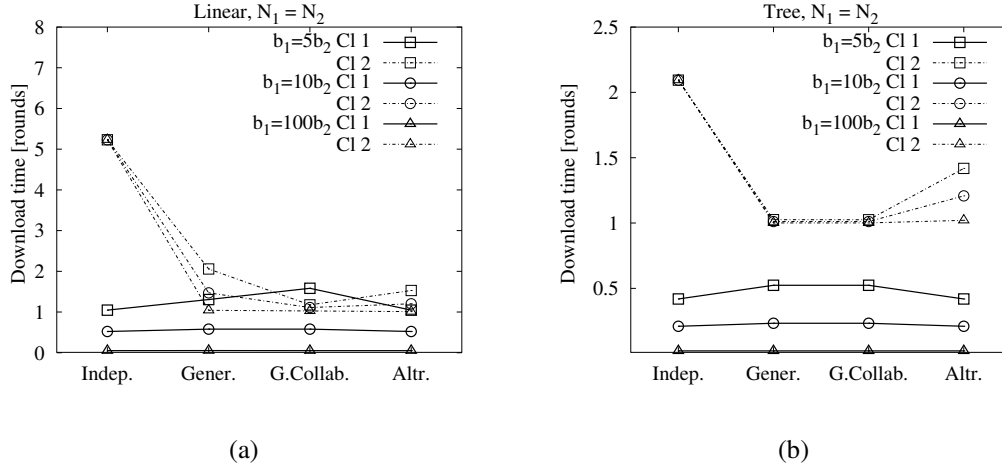 Linear, N₁ = N₂
8
7
6
5
4
3
2
1
0
Download time [rounds]
b₁=5b₂ Cl 1
Cl 2
b₁=10b₂ Cl 1
Cl 2
b₁=100b₂ Cl 1
Cl 2
Indep. Gener. G.Collab. Altr.
(a)
Tree, N₁ = N₂
2.5
2
1.5
1
0.5
Download time [rounds]
b₁=5b₂ Cl 1
Cl 2
b₁=10b₂ Cl 1
Cl 2
b₁=100b₂ Cl 1
Cl 2
Indep. Gener. G.Collab. Altr.
(b)